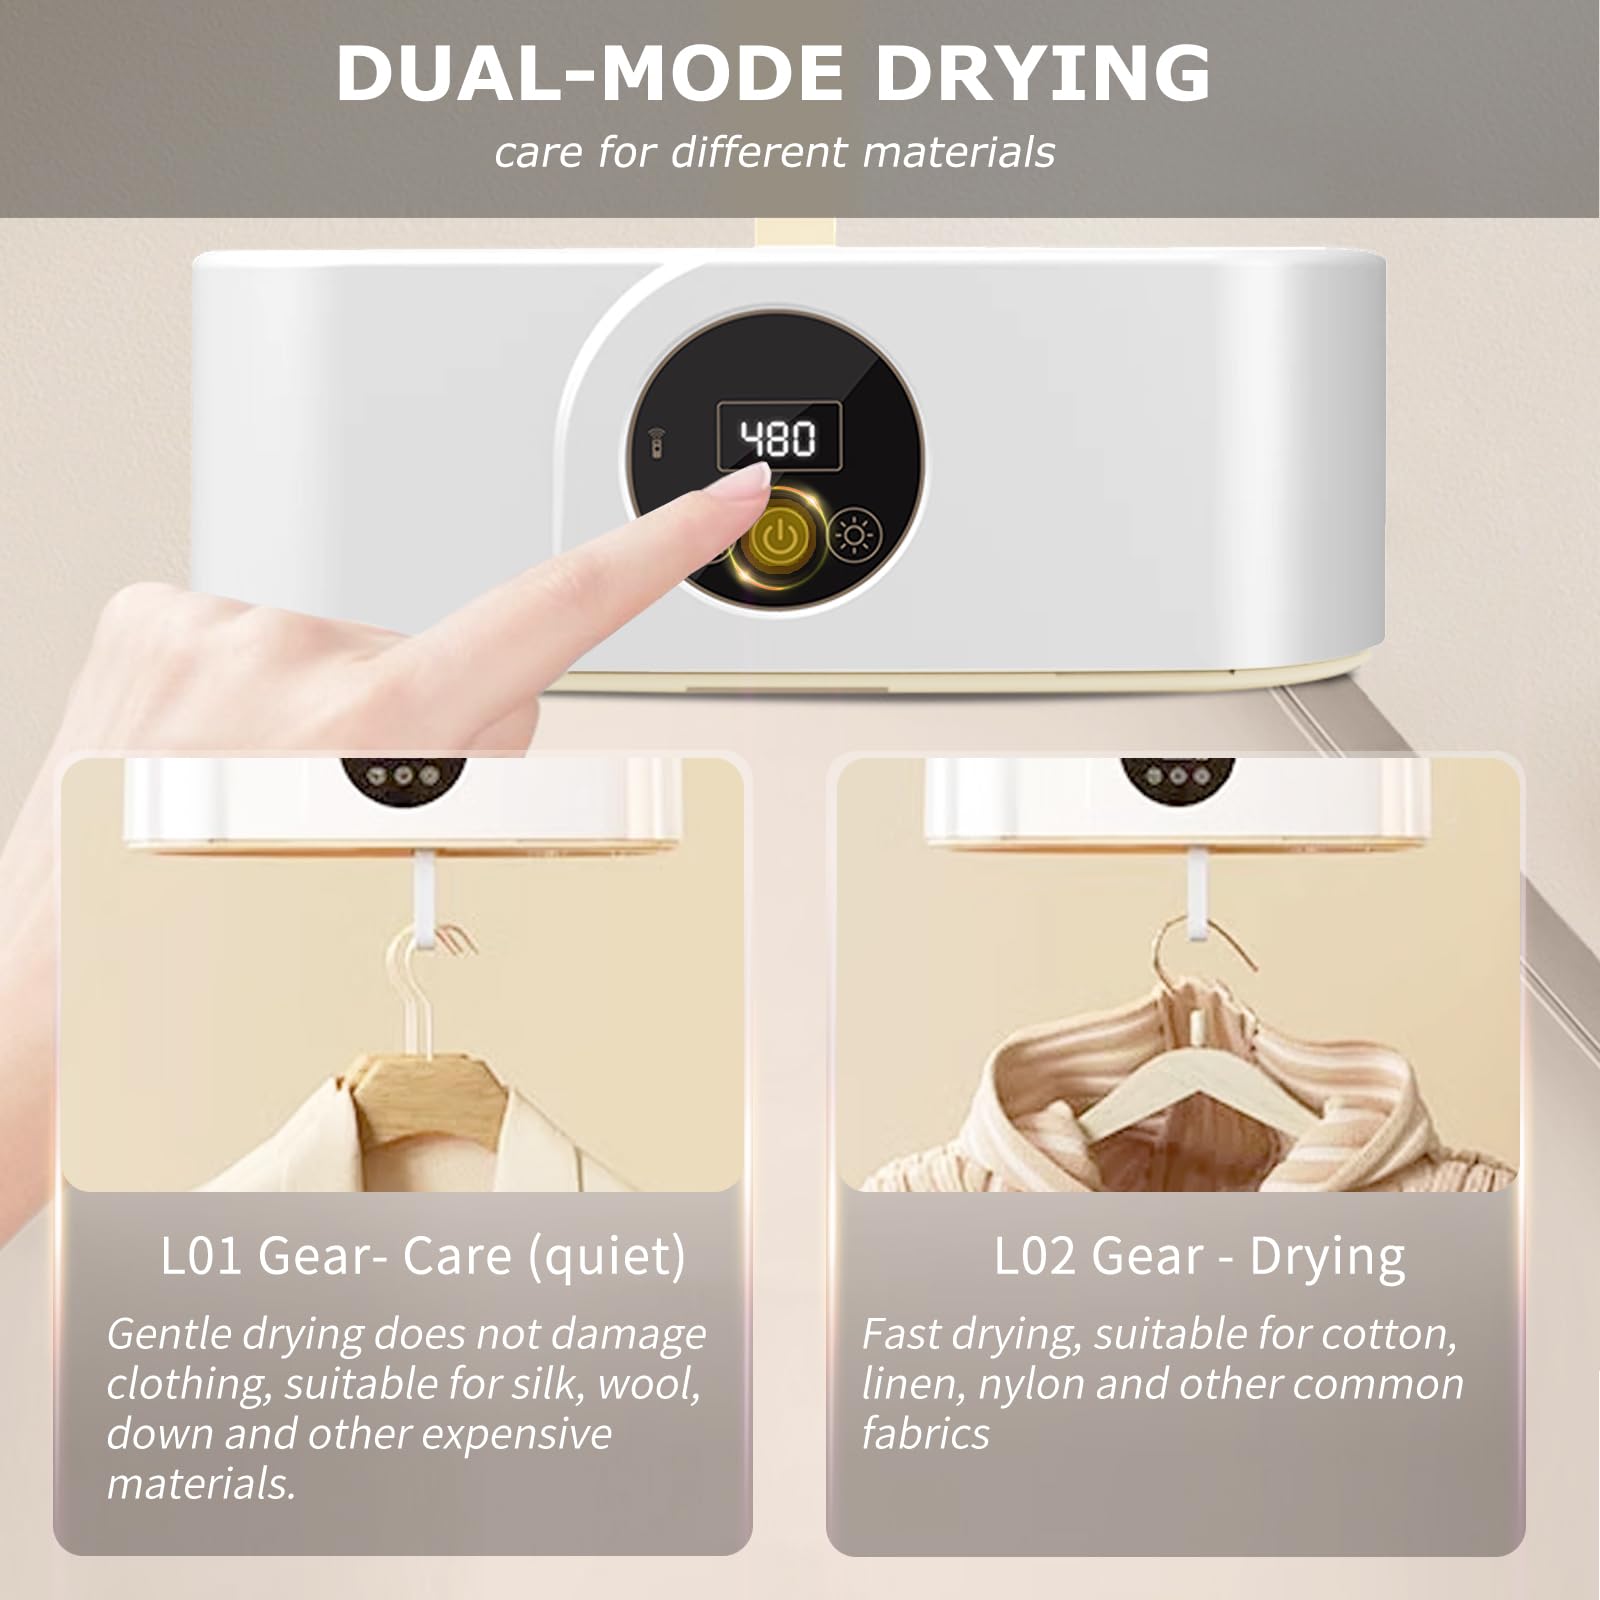 DUAL-MODE DRYING
care for different materials
480
L01 Gear- Care (quiet)
Gentle drying does not damage
clothing, suitable for silk, wool,
down and other expensive
materials.
L02 Gear - Drying
Fast drying, suitable for cotton,
linen, nylon and other common
fabrics